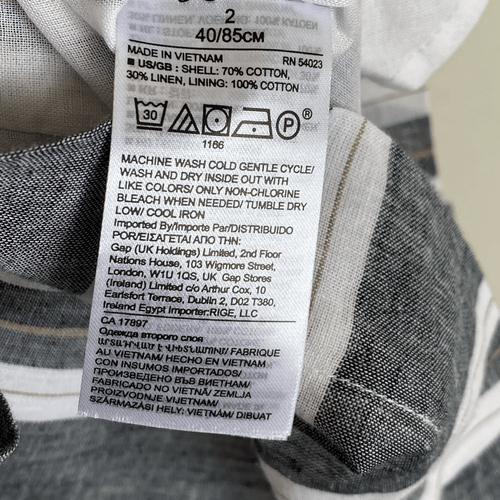 2
40/85CM
MADE IN VIETNAM RN 54023
■ US/GB : SHELL: 70% COTTON,
30% LINEN, LINING: 100% COTTON
30 P ®
1166
MACHINE WASH COLD GENTLE CYCLE/
WASH AND DRY INSIDE OUT WITH
LIKE COLORS/ ONLY NON-CHLORINE
BLEACH WHEN NEEDED/ TUMBLE DRY
LOW/ COOL IRON
Imported By/Importe Par/DISTRIBUIDO
POR/ΕΙΣΑΓΕΤΑΙ ΑΠΟ ΤΗΝ:
Gap (UK Holdings) Limited, 2nd Floor
Nations House, 103 Wigmore Street,
London, W1U 1QS, UK Gap Stores
(Ireland) Limited c/o Arthur Cox, 10
Earlsfort Terrace, Dublin 2, D02 T380,
Ireland Egypt Importer:RIGE, LLC
CA 17897
Одежда второго слоя
ԱՐՏԱԴՐՎԱԾ Է ՎԻԵՏՆԱՄՈՒՄ/ FABRIQUE
AU VIETNAM/ HECHO EN VIETNAM
CON INSUMOS IMPORTADOS/
ПРОИЗВЕДЕНО ВЪВ ВИЕТНАМ/
FABRICADO NO VIETNÃ/ ZEMLJA
PROIZVODNJE VIJETNAM/
SZÁRMAZÁSI HELY: VIETNÁM/ DIBUAT